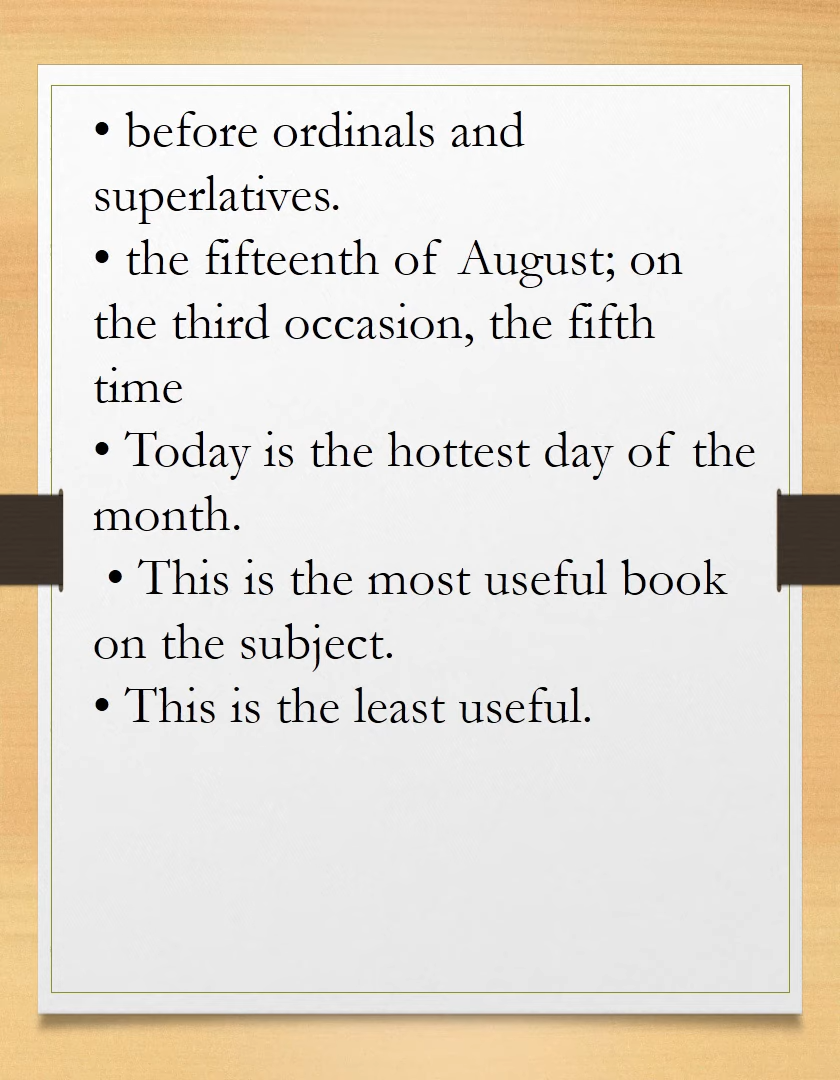 • before ordinals and
superlatives.
• the fifteenth of August; on
the third occasion, the fifth
time
• Today is the hottest day of the
month.
• This is the most useful book
on the subject.
• This is the least useful.